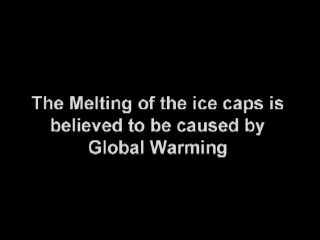 The Melting of the ice caps is
believed to be caused by
Global Warming